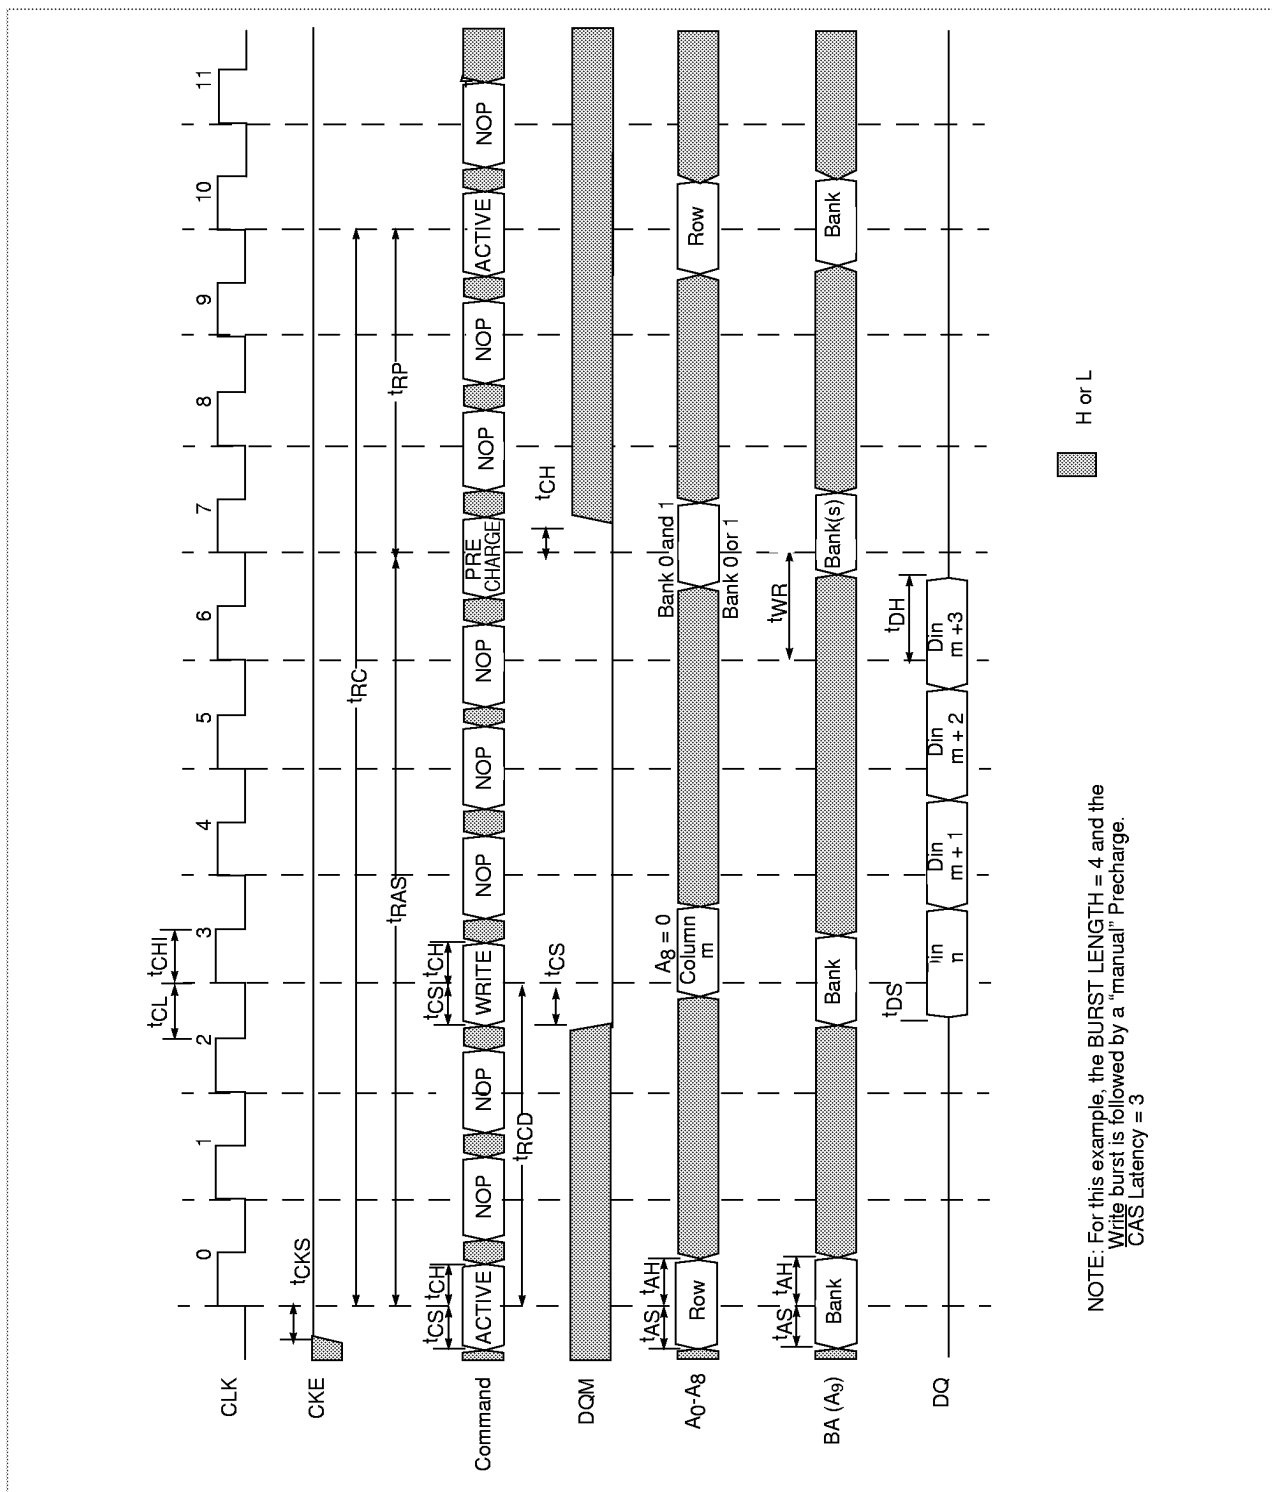 0 1 2 3 4 5 6 7 8 9 10 11
tCL tCHI
CLK
tCKS
CKE
tRC
tRAS tRP
tCS tCH tCS tCH
Command ACTIVE NOP NOP WRITE NOP NOP NOP PRE CHARGE NOP NOP ACTIVE NOP
tRCD
tCS tCH
DQM
tAS tAH A8 = 0 Bank 0 and 1
A0-A8 Row Column m Row
Bank 0 or 1
tWR
tAS tAH
BA (A9) Bank Bank Bank(s) Bank
tDS tDH
DQ Din m + 1 Din m + 2 Din m +3
H or L
NOTE: For this example, the BURST LENGTH = 4 and the
Write burst is followed by a "manual" Precharge.
CAS Latency = 3